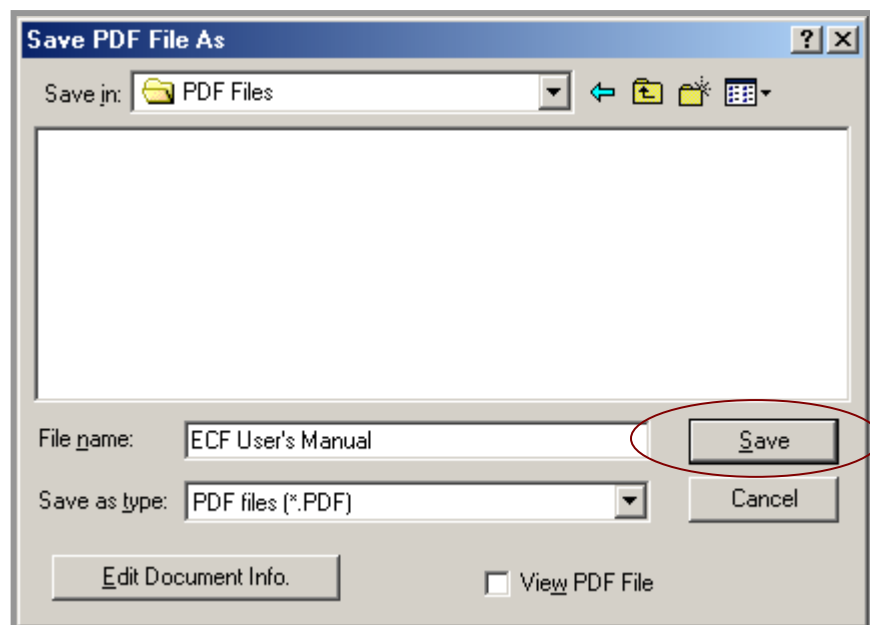 Save PDF File As
Save in: PDF Files
File name: ECF User's Manual Save
Save as type: PDF files (*.PDF) Cancel
Edit Document Info. View PDF File